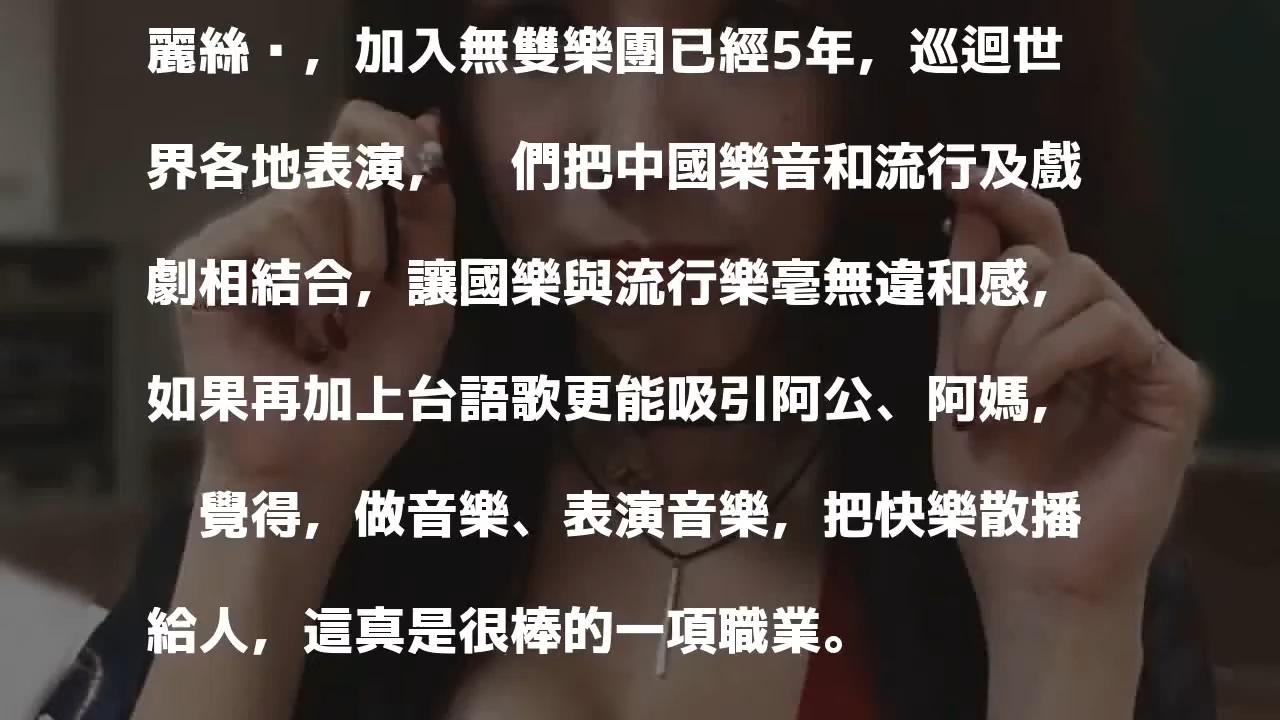 麗絲·，加入無雙樂團已經5年，巡迴世
界各地表演，　們把中國樂音和流行及戲
劇相結合，讓國樂與流行樂毫無違和感，
如果再加上台語歌更能吸引阿公、阿媽，
覺得，做音樂、表演音樂，把快樂散播
給人，這真是很棒的一項職業。